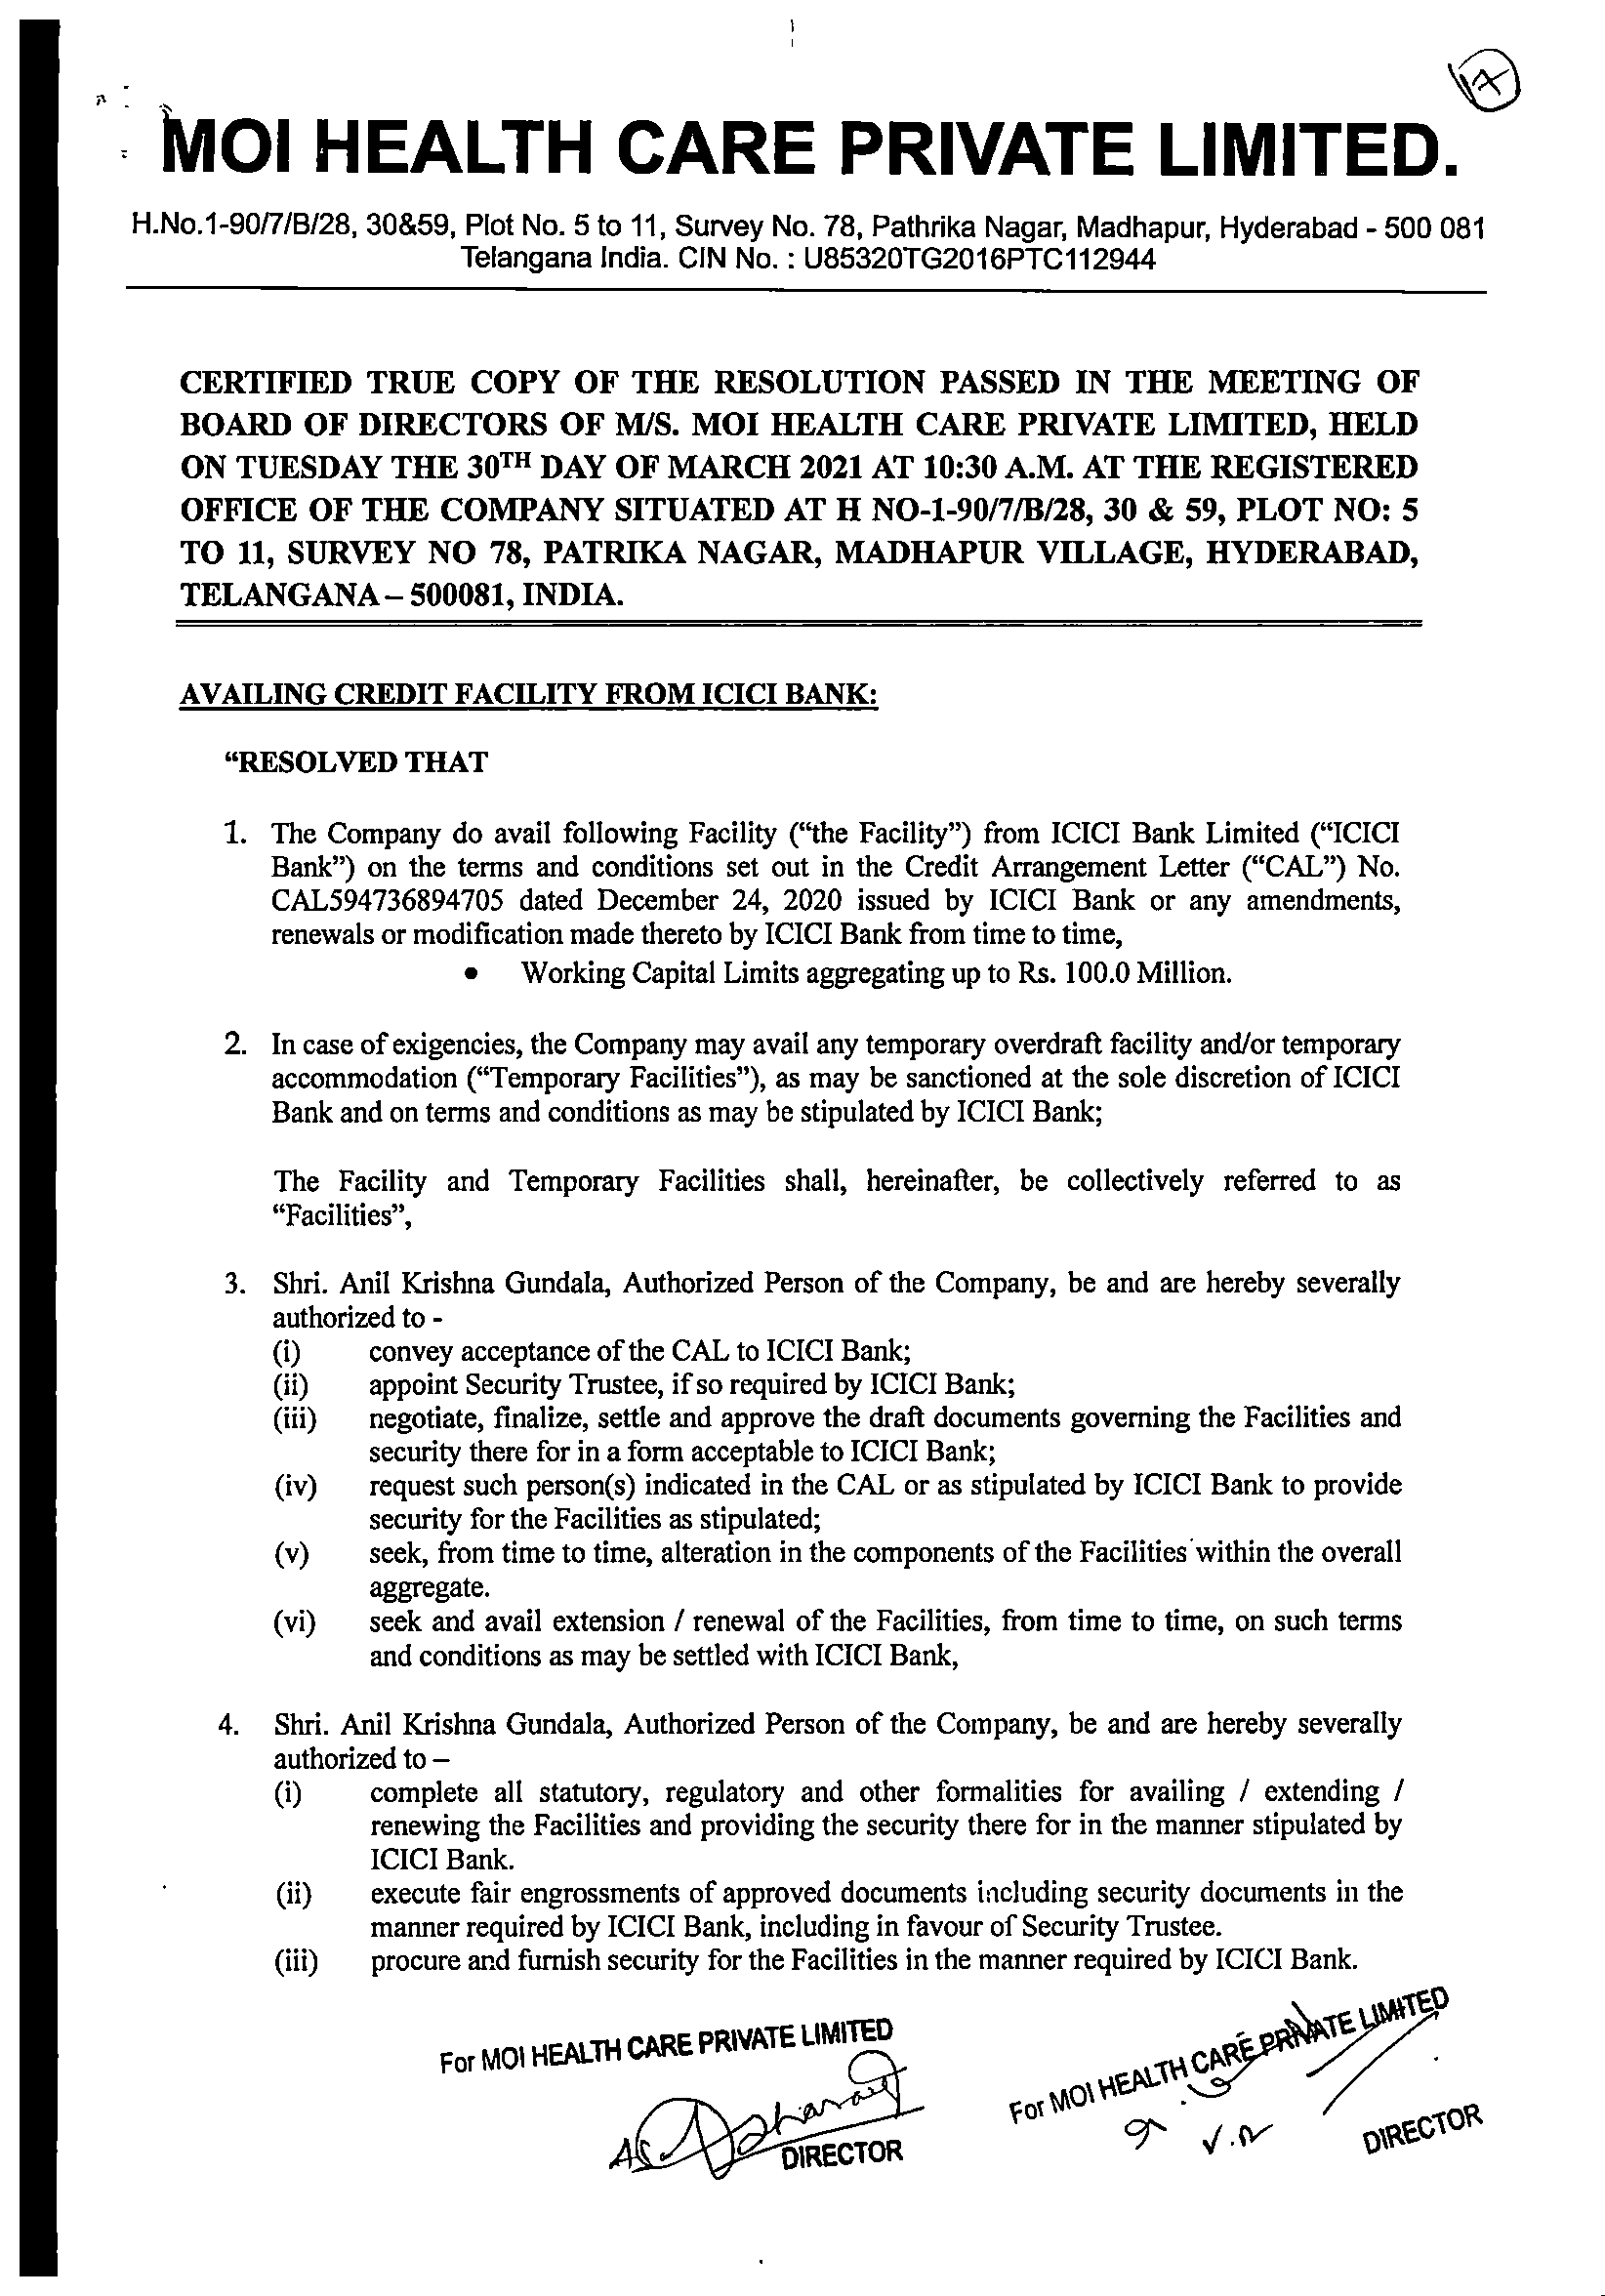 MOI HEALTH CARE PRIVATE LIMITED.
H.No.1-90/7/B/28, 30&59, Plot No. 5 to 11, Survey No. 78, Pathrika Nagar, Madhapur, Hyderabad - 500 081
Telangana India. CIN No. : U85320TG2016PTC112944
CERTIFIED TRUE COPY OF THE RESOLUTION PASSED IN THE MEETING OF
BOARD OF DIRECTORS OF M/S. MOI HEALTH CARE PRIVATE LIMITED, HELD
ON TUESDAY THE 30TH DAY OF MARCH 2021 AT 10:30 A.M. AT THE REGISTERED
OFFICE OF THE COMPANY SITUATED AT H NO-1-90/7/B/28, 30 & 59, PLOT NO: 5
TO 11, SURVEY NO 78, PATRIKA NAGAR, MADHAPUR VILLAGE, HYDERABAD,
TELANGANA – 500081, INDIA.
AVAILING CREDIT FACILITY FROM ICICI BANK:
“RESOLVED THAT
1. The Company do avail following Facility (“the Facility”) from ICICI Bank Limited (“ICICI
Bank”) on the terms and conditions set out in the Credit Arrangement Letter (“CAL”) No.
CAL594736894705 dated December 24, 2020 issued by ICICI Bank or any amendments,
renewals or modification made thereto by ICICI Bank from time to time,
• Working Capital Limits aggregating up to Rs. 100.0 Million.
2. In case of exigencies, the Company may avail any temporary overdraft facility and/or temporary
accommodation (“Temporary Facilities”), as may be sanctioned at the sole discretion of ICICI
Bank and on terms and conditions as may be stipulated by ICICI Bank;
The Facility and Temporary Facilities shall, hereinafter, be collectively referred to as
“Facilities”,
3. Shri. Anil Krishna Gundala, Authorized Person of the Company, be and are hereby severally
authorized to -
(i) convey acceptance of the CAL to ICICI Bank;
(ii) appoint Security Trustee, if so required by ICICI Bank;
(iii) negotiate, finalize, settle and approve the draft documents governing the Facilities and
security there for in a form acceptable to ICICI Bank;
(iv) request such person(s) indicated in the CAL or as stipulated by ICICI Bank to provide
security for the Facilities as stipulated;
(v) seek, from time to time, alteration in the components of the Facilities within the overall
aggregate.
(vi) seek and avail extension / renewal of the Facilities, from time to time, on such terms
and conditions as may be settled with ICICI Bank,
4. Shri. Anil Krishna Gundala, Authorized Person of the Company, be and are hereby severally
authorized to –
(i) complete all statutory, regulatory and other formalities for availing / extending /
renewing the Facilities and providing the security there for in the manner stipulated by
ICICI Bank.
(ii) execute fair engrossments of approved documents including security documents in the
manner required by ICICI Bank, including in favour of Security Trustee.
(iii) procure and furnish security for the Facilities in the manner required by ICICI Bank.
For MOI HEALTH CARE PRIVATE LIMITED
DIRECTOR
For MOI HEALTH CARE PRIVATE LIMITED
DIRECTOR